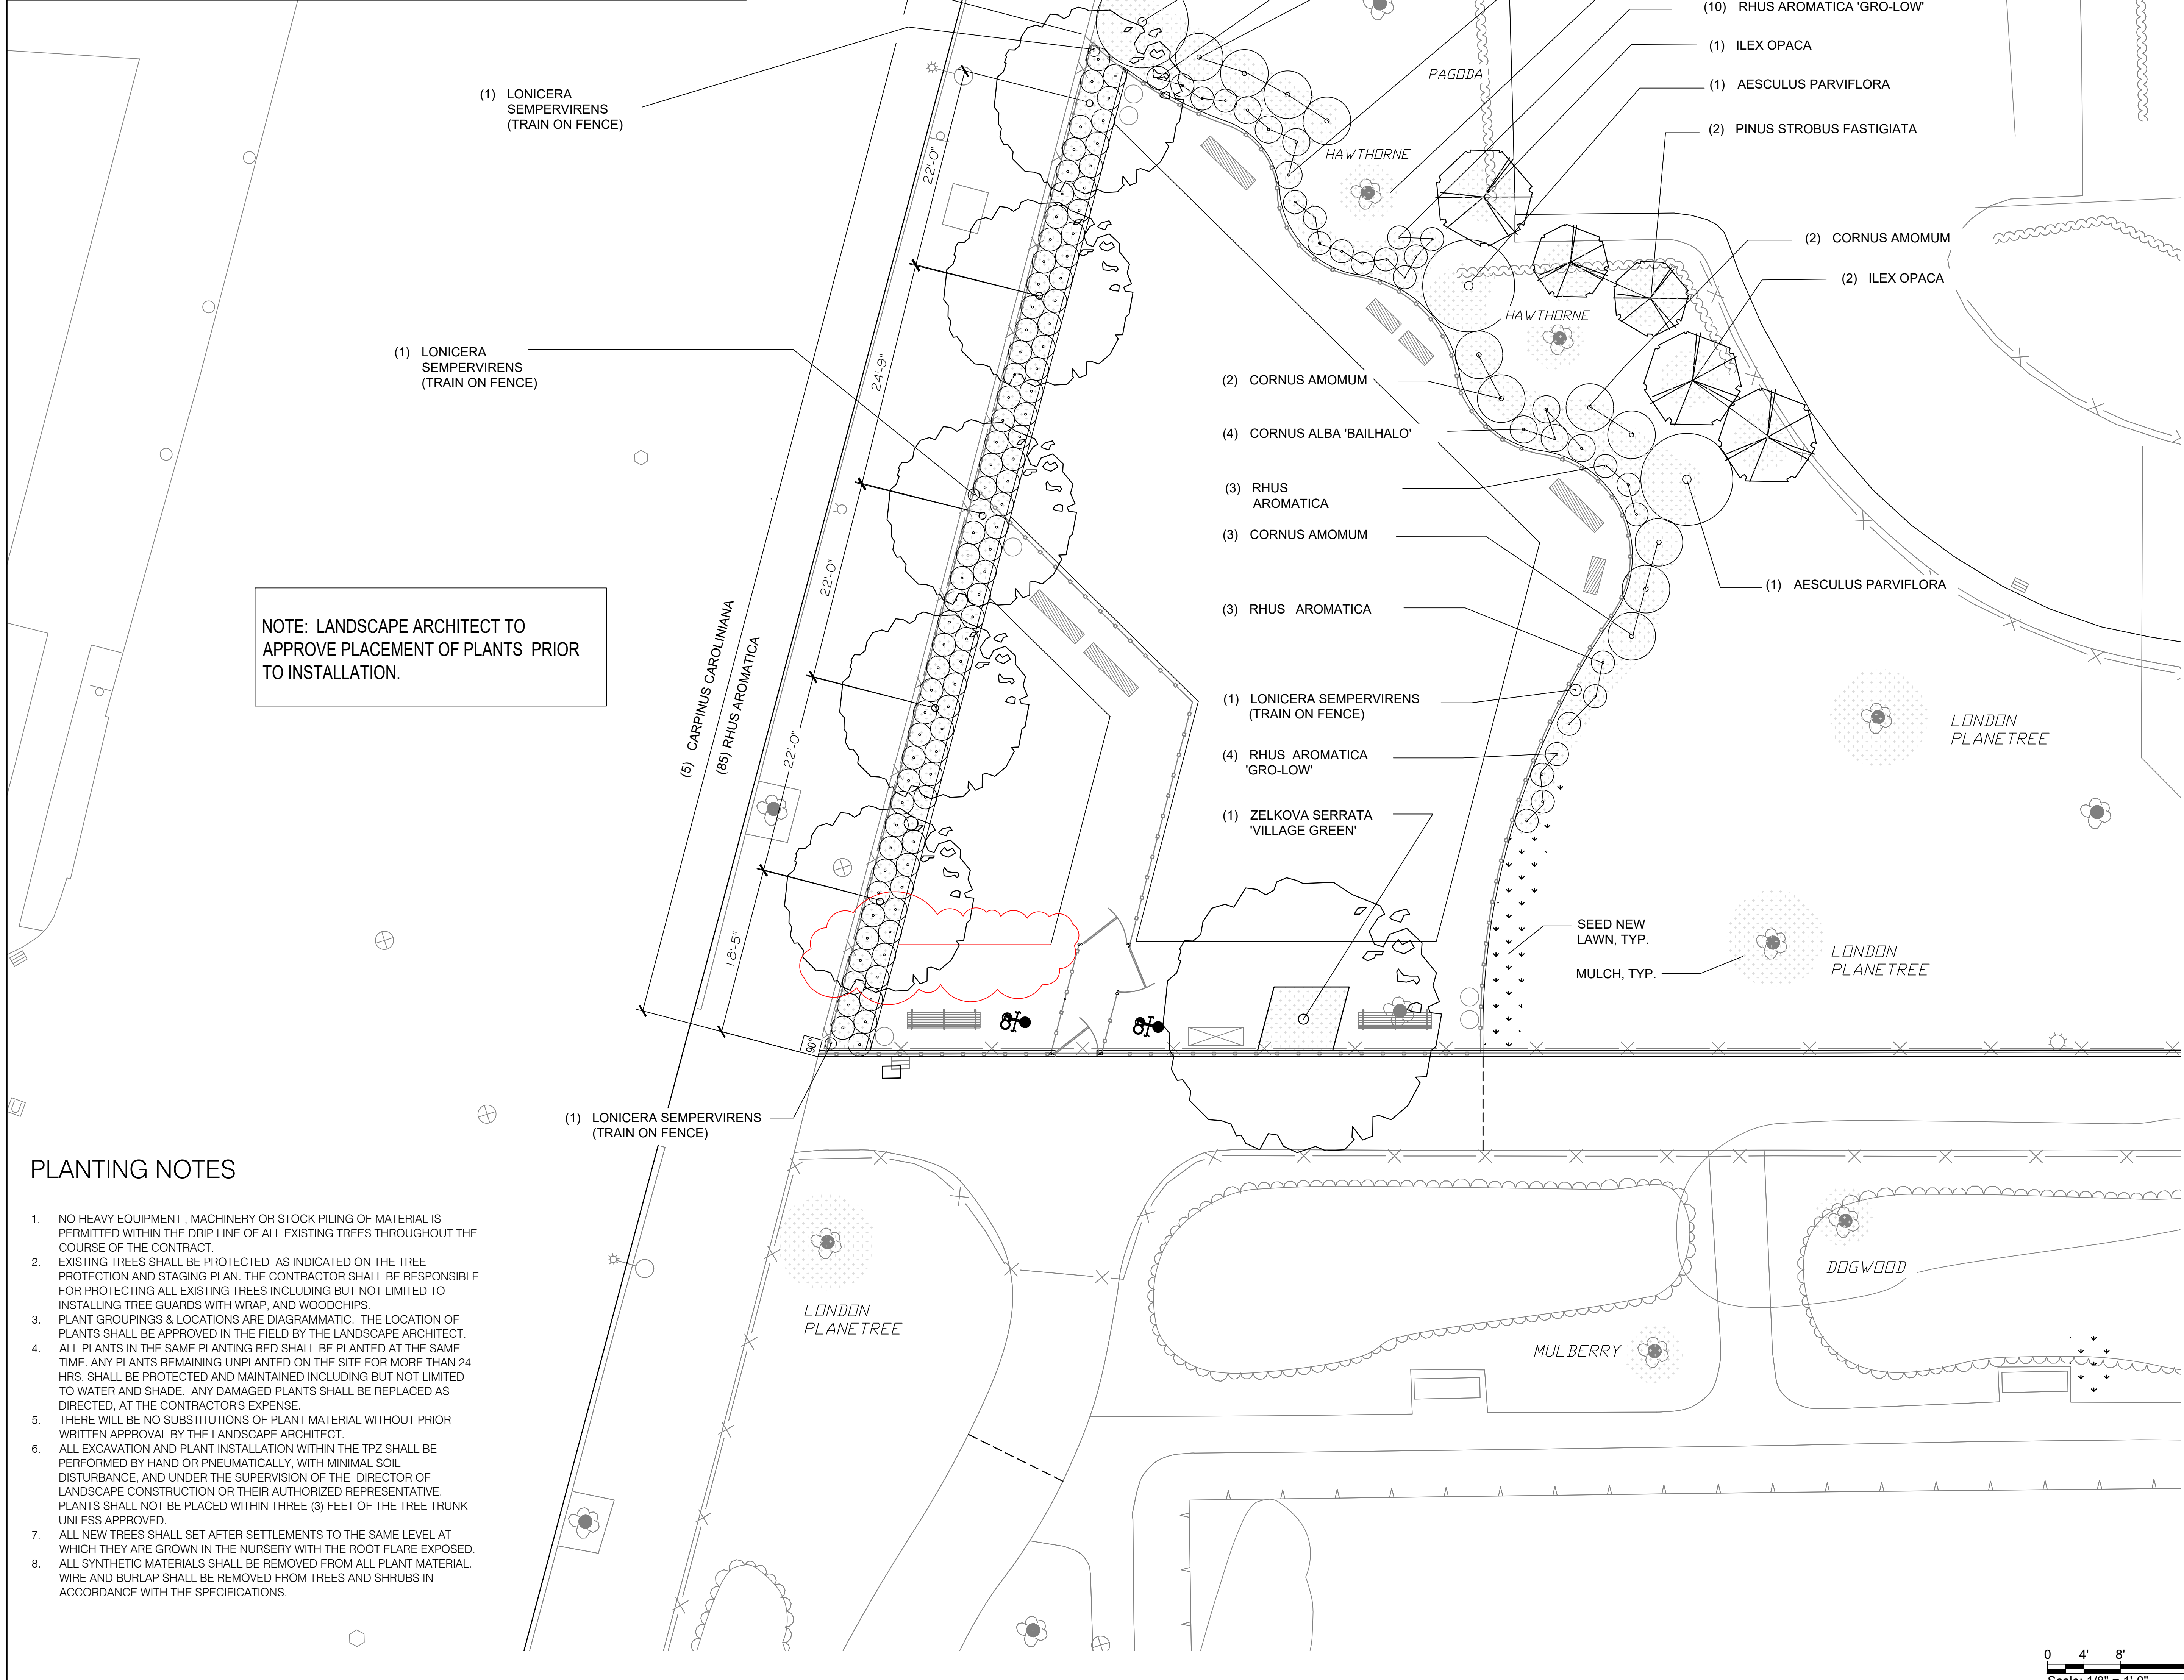 (10) RHUS AROMATICA 'GRO-LOW'
(1) ILEX OPACA
PAGODA
(1) AESCULUS PARVIFLORA
(1) LONICERA
SEMPERVIRENS
(TRAIN ON FENCE)
(2) PINUS STROBUS FASTIGIATA
HAWTHORNE
22'-0"
(2) CORNUS AMOMUM
(2) ILEX OPACA
HAWTHORNE
(1) LONICERA
SEMPERVIRENS
(TRAIN ON FENCE)
24'-9"
(2) CORNUS AMOMUM
(4) CORNUS ALBA 'BAILHALO'
(3) RHUS
AROMATICA
(3) CORNUS AMOMUM
22'-0"
(1) AESCULUS PARVIFLORA
(3) RHUS AROMATICA
NOTE: LANDSCAPE ARCHITECT TO
APPROVE PLACEMENT OF PLANTS PRIOR
TO INSTALLATION.
(5) CARPINUS CAROLINIANA
(85) RHUS AROMATICA
(1) LONICERA SEMPERVIRENS
(TRAIN ON FENCE)
LONDON
PLANETREE
22'-0"
(4) RHUS AROMATICA
'GRO-LOW'
(1) ZELKOVA SERRATA
'VILLAGE GREEN'
18'-5"
SEED NEW
LAWN, TYP.
LONDON
PLANETREE
MULCH, TYP.
90°
(1) LONICERA SEMPERVIRENS
(TRAIN ON FENCE)
PLANTING NOTES
1. NO HEAVY EQUIPMENT , MACHINERY OR STOCK PILING OF MATERIAL IS
PERMITTED WITHIN THE DRIP LINE OF ALL EXISTING TREES THROUGHOUT THE
COURSE OF THE CONTRACT.
2. EXISTING TREES SHALL BE PROTECTED AS INDICATED ON THE TREE
PROTECTION AND STAGING PLAN. THE CONTRACTOR SHALL BE RESPONSIBLE
FOR PROTECTING ALL EXISTING TREES INCLUDING BUT NOT LIMITED TO
INSTALLING TREE GUARDS WITH WRAP, AND WOODCHIPS.
3. PLANT GROUPINGS & LOCATIONS ARE DIAGRAMMATIC. THE LOCATION OF
PLANTS SHALL BE APPROVED IN THE FIELD BY THE LANDSCAPE ARCHITECT.
4. ALL PLANTS IN THE SAME PLANTING BED SHALL BE PLANTED AT THE SAME
TIME. ANY PLANTS REMAINING UNPLANTED ON THE SITE FOR MORE THAN 24
HRS. SHALL BE PROTECTED AND MAINTAINED INCLUDING BUT NOT LIMITED
TO WATER AND SHADE. ANY DAMAGED PLANTS SHALL BE REPLACED AS
DIRECTED, AT THE CONTRACTOR'S EXPENSE.
5. THERE WILL BE NO SUBSTITUTIONS OF PLANT MATERIAL WITHOUT PRIOR
WRITTEN APPROVAL BY THE LANDSCAPE ARCHITECT.
6. ALL EXCAVATION AND PLANT INSTALLATION WITHIN THE TPZ SHALL BE
PERFORMED BY HAND OR PNEUMATICALLY, WITH MINIMAL SOIL
DISTURBANCE, AND UNDER THE SUPERVISION OF THE DIRECTOR OF
LANDSCAPE CONSTRUCTION OR THEIR AUTHORIZED REPRESENTATIVE.
PLANTS SHALL NOT BE PLACED WITHIN THREE (3) FEET OF THE TREE TRUNK
UNLESS APPROVED.
7. ALL NEW TREES SHALL SET AFTER SETTLEMENTS TO THE SAME LEVEL AT
WHICH THEY ARE GROWN IN THE NURSERY WITH THE ROOT FLARE EXPOSED.
8. ALL SYNTHETIC MATERIALS SHALL BE REMOVED FROM ALL PLANT MATERIAL.
WIRE AND BURLAP SHALL BE REMOVED FROM TREES AND SHRUBS IN
ACCORDANCE WITH THE SPECIFICATIONS.
LONDON
PLANETREE
DOGWOOD
MULBERRY
0 4' 8'
Scale: 1/8" = 1'-0"